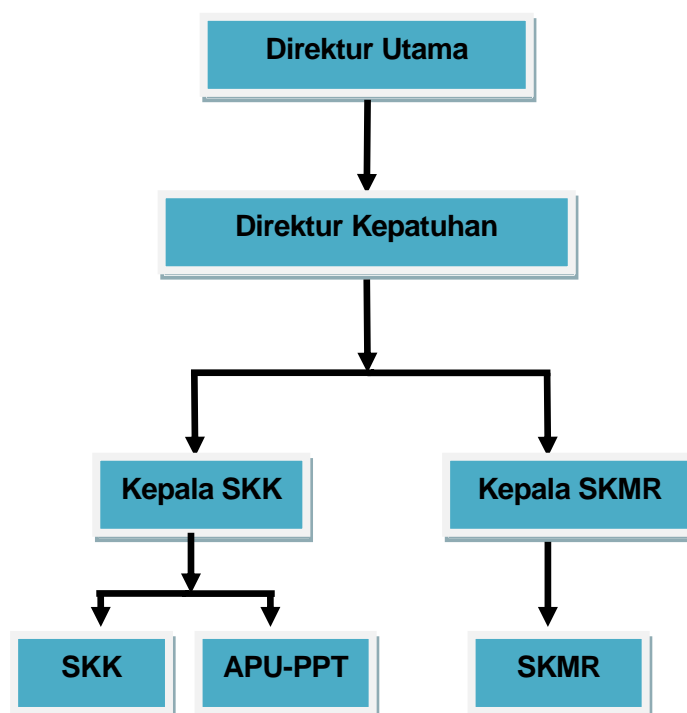 Direktur Utama
Direktur Kepatuhan
Kepala SKK
Kepala SKMR
SKK
APU-PPT
SKMR